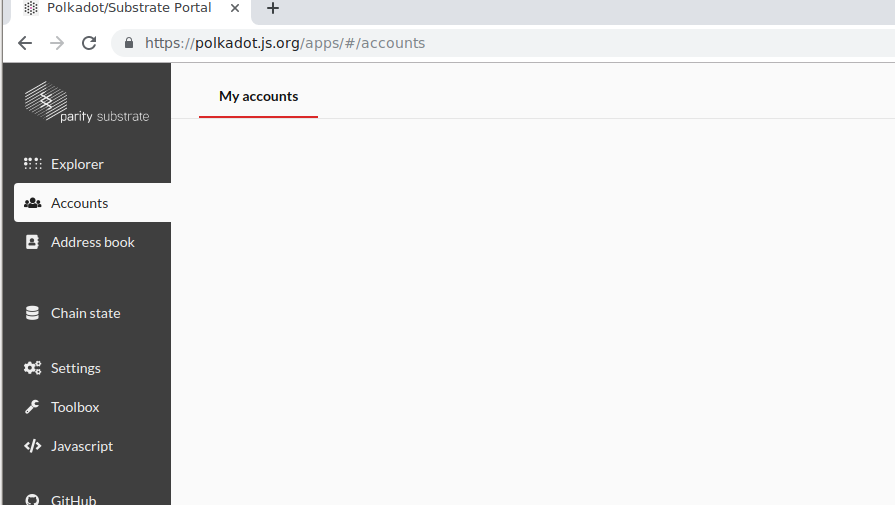 Polkadot/Substrate Portal
https://polkadot.js.org/apps/#/accounts
parity substrate
My accounts
Explorer
Accounts
Address book
Chain state
Settings
Toolbox
Javascript
GitHub